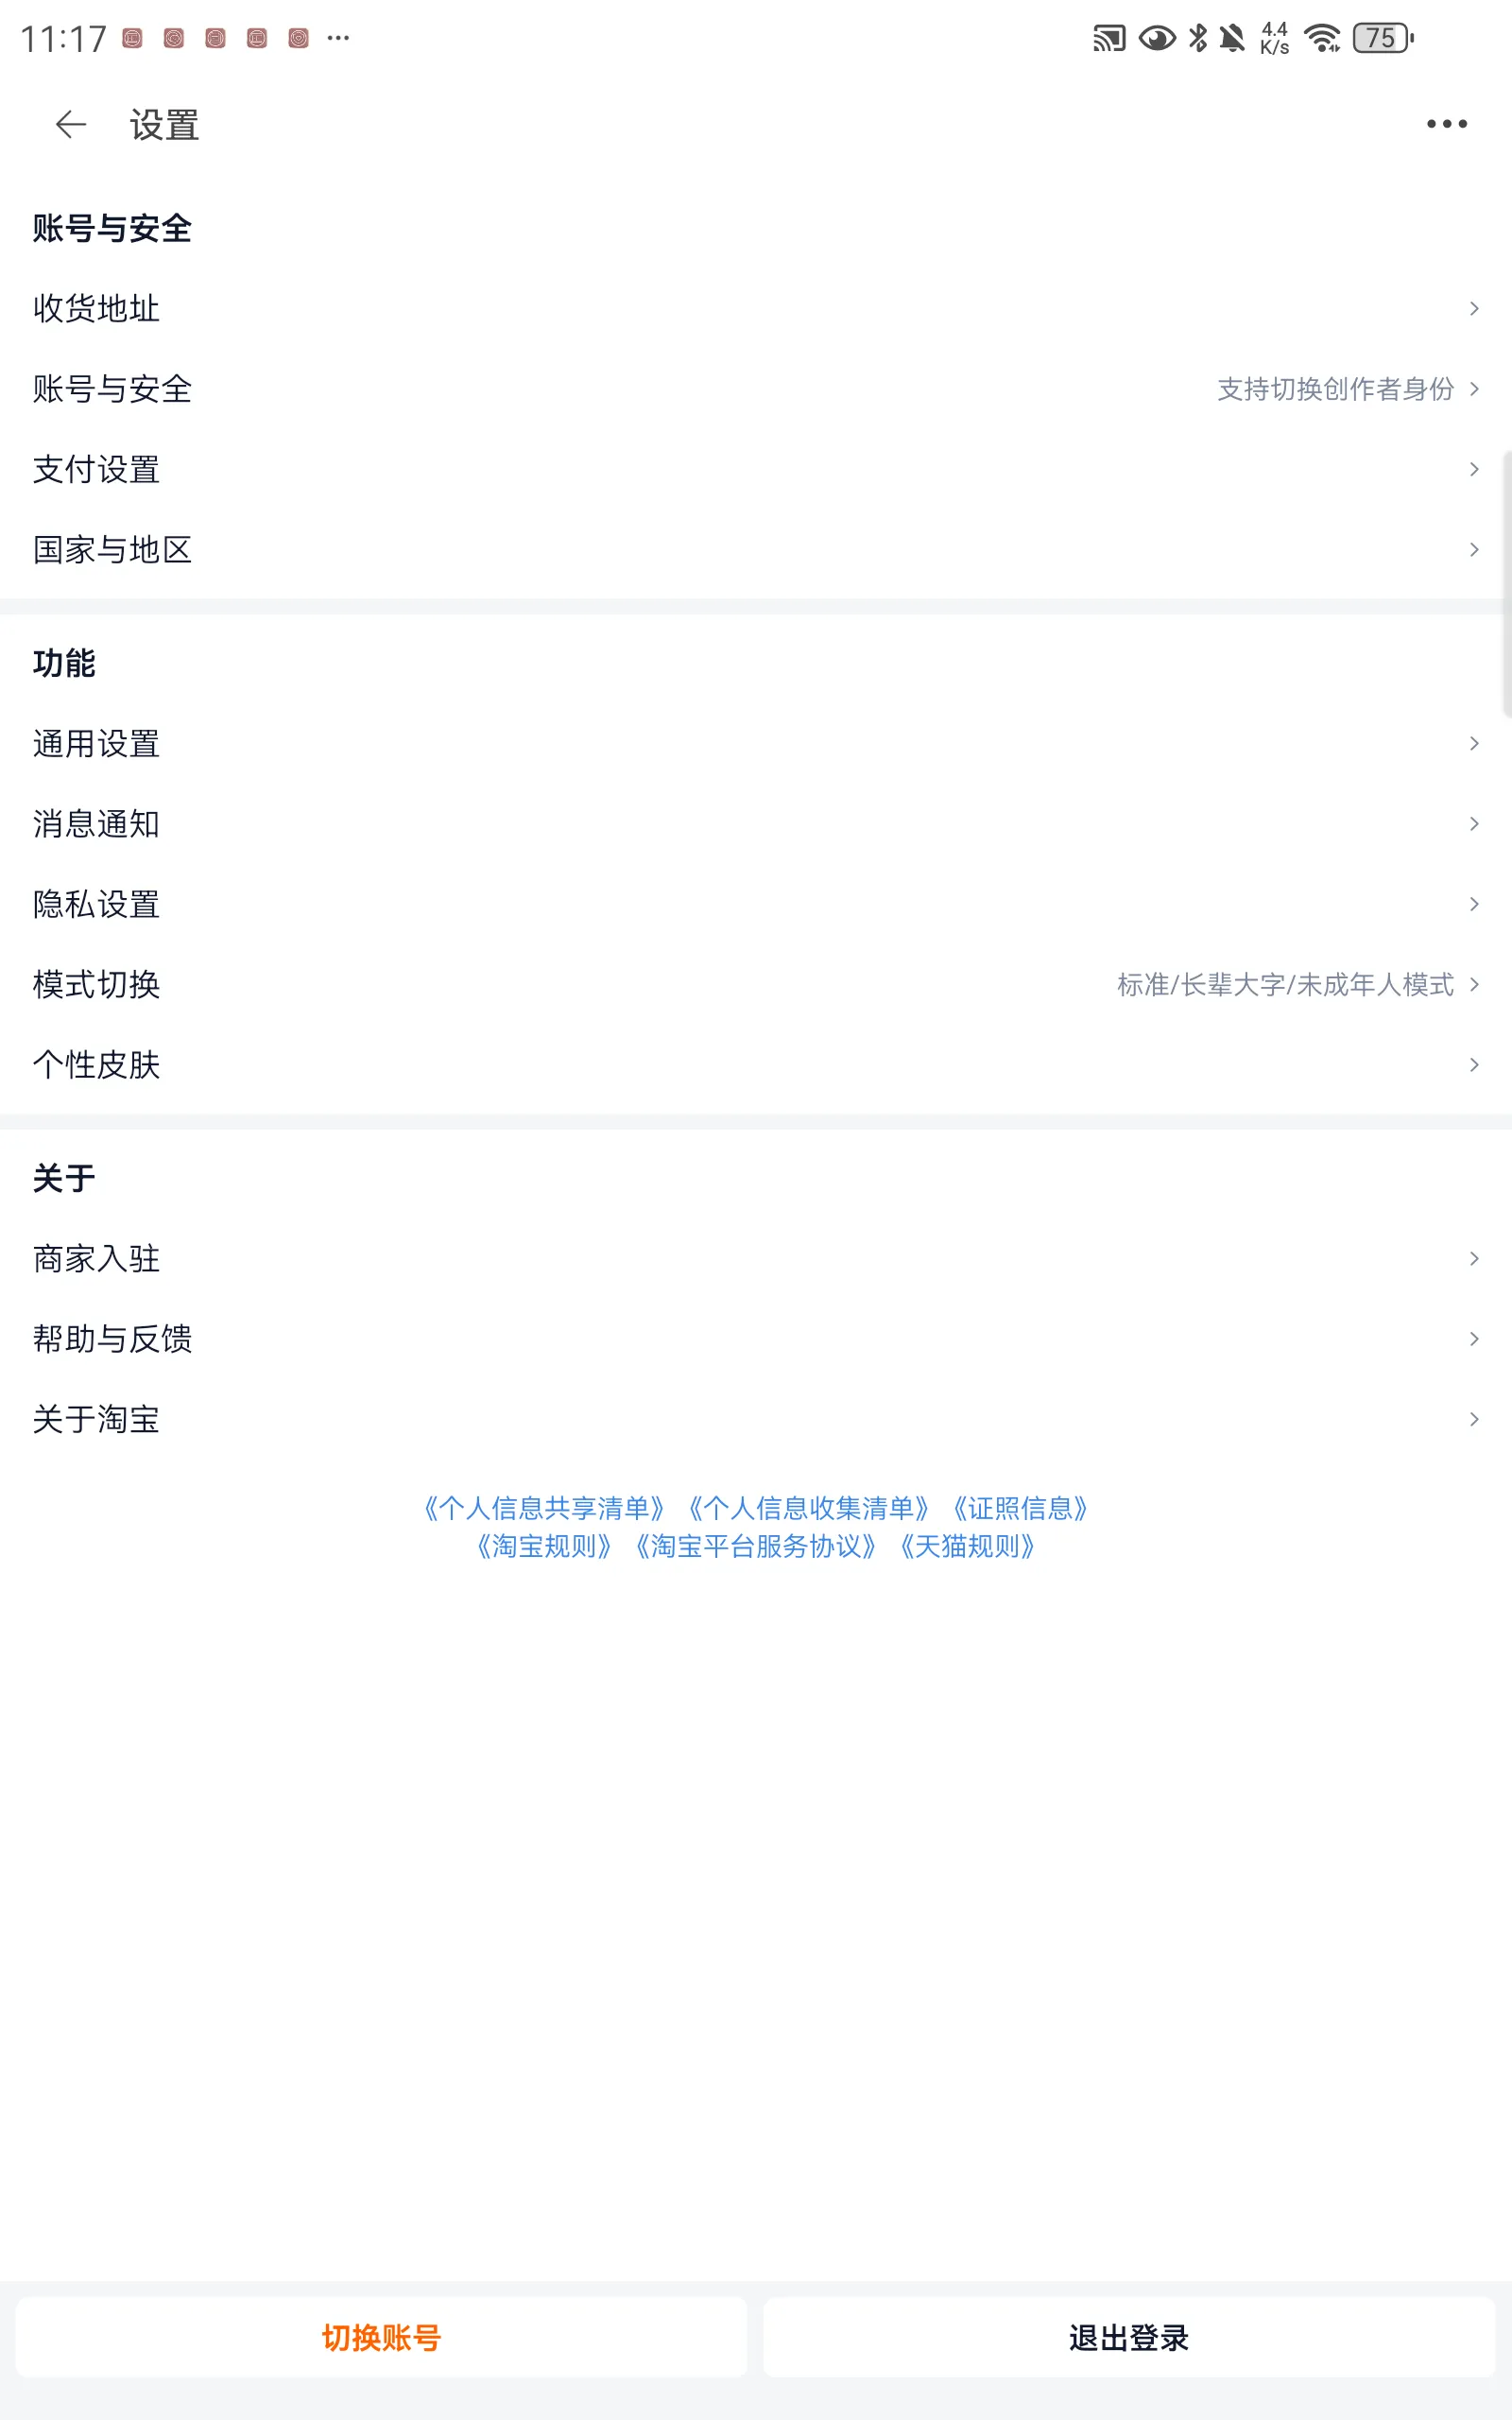 11:17 4.4 K/s 75
设置
账号与安全
收货地址
账号与安全 支持切换创作者身份
支付设置
国家与地区
功能
通用设置
消息通知
隐私设置
模式切换 标准/长辈大字/未成年人模式
个性皮肤
关于
商家入驻
帮助与反馈
关于淘宝
《个人信息共享清单》《个人信息收集清单》《证照信息》
《淘宝规则》《淘宝平台服务协议》《天猫规则》
切换账号 退出登录